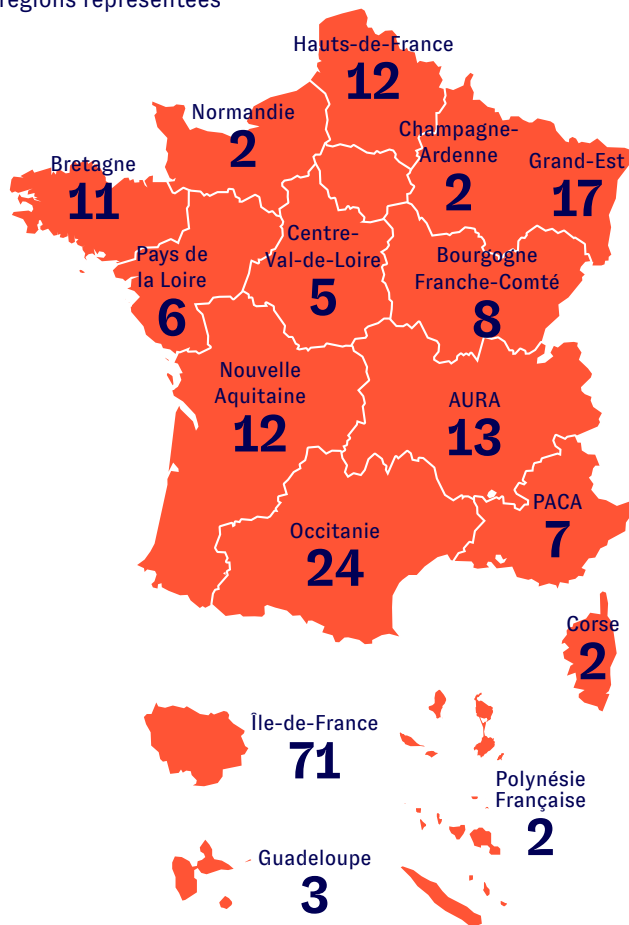 régions représentées
Hauts-de-France
12
Normandie
2
Champagne-
Ardenne
2
Grand-Est
17
Bretagne
11
Pays de
la Loire
6
Centre-
Val-de-Loire
5
Bourgogne
Franche-Comté
8
Nouvelle
Aquitaine
12
AURA
13
PACA
7
Occitanie
24
Corse
2
Île-de-France
71
Polynésie
Française
2
Guadeloupe
3